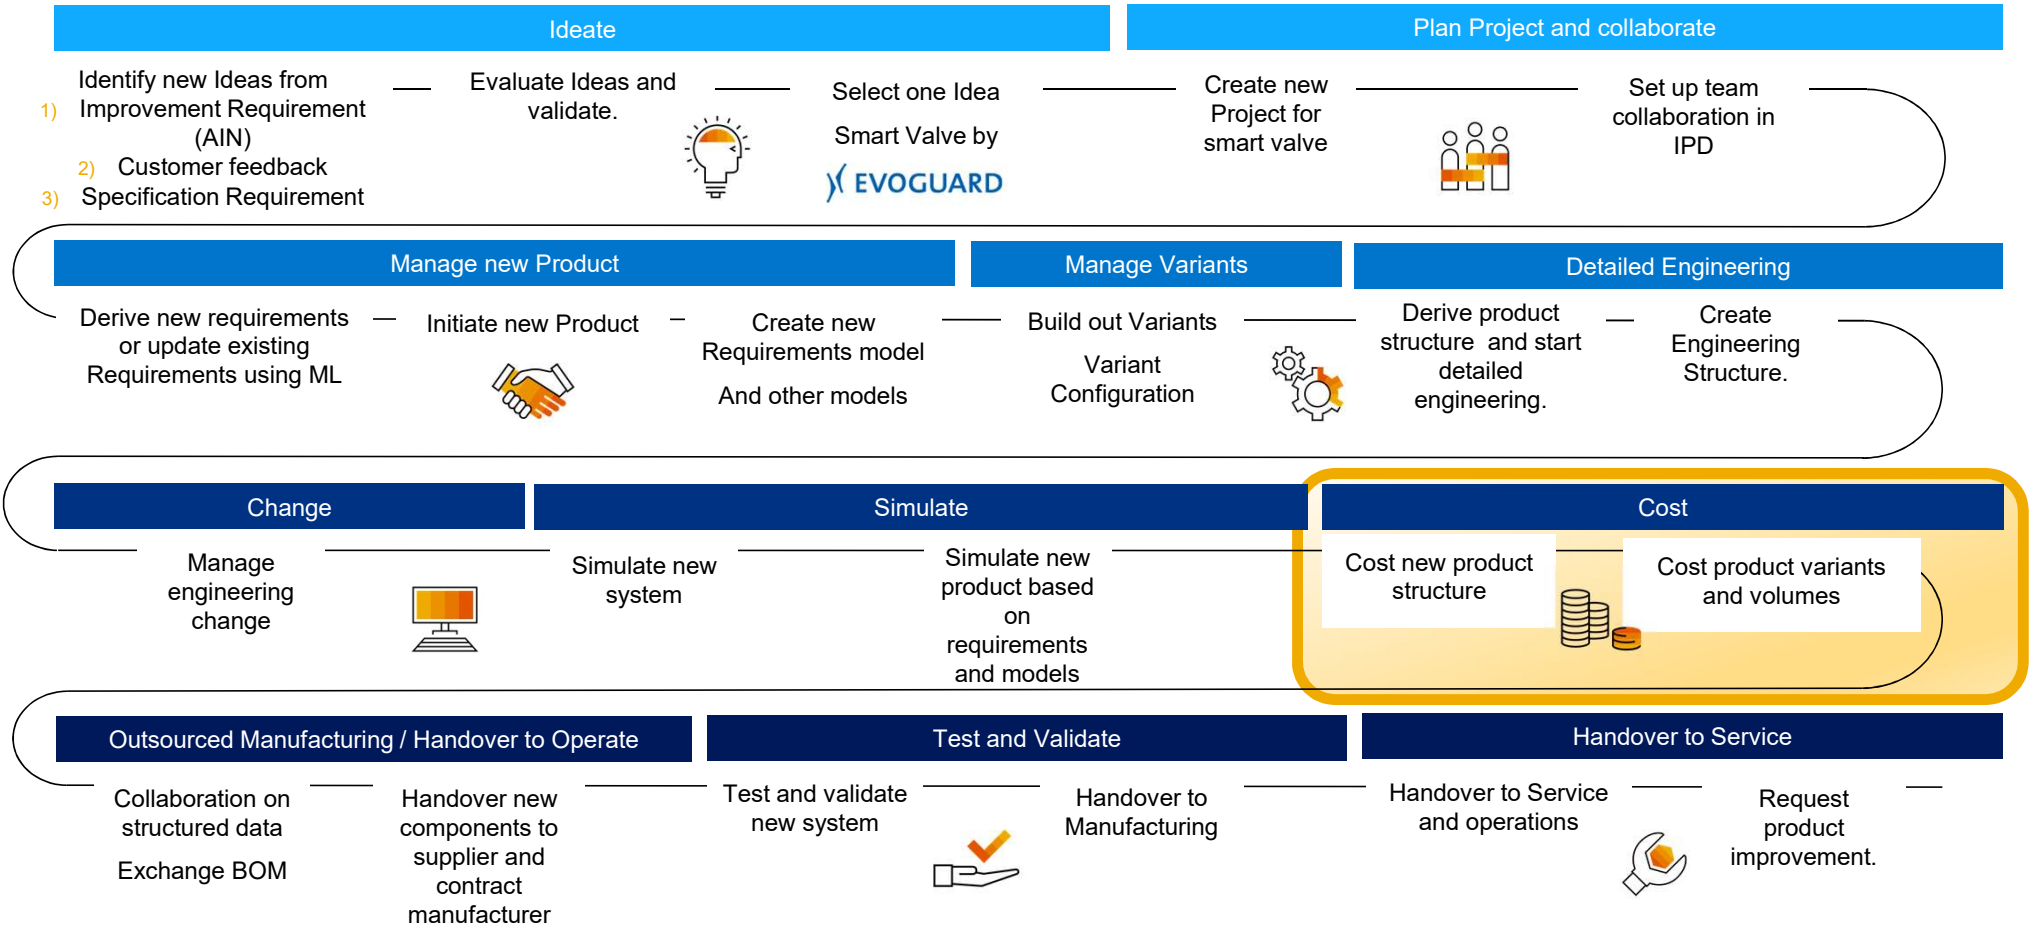 Ideate
Plan Project and collaborate
Identify new Ideas from
1) Improvement Requirement
(AIN)
2) Customer feedback
3) Specification Requirement
Evaluate Ideas and
validate.
Select one Idea
Smart Valve by
EVOGUARD
Create new
Project for
smart valve
Set up team
collaboration in
IPD
Manage new Product
Manage Variants
Detailed Engineering
Derive new requirements
or update existing
Requirements using ML
Initiate new Product
Create new
Requirements model
And other models
Build out Variants
Variant
Configuration
Derive product
structure and start
detailed
engineering.
Create
Engineering
Structure.
Change
Simulate
Cost
Manage
engineering
change
Simulate new
system
Simulate new
product based
on
requirements
and models
Cost new product
structure
Cost product variants
and volumes
Outsourced Manufacturing / Handover to Operate
Test and Validate
Handover to Service
Collaboration on
structured data
Exchange BOM
Handover new
components to
supplier and
contract
manufacturer
Test and validate
new system
Handover to
Manufacturing
Handover to Service
and operations
Request
product
improvement.